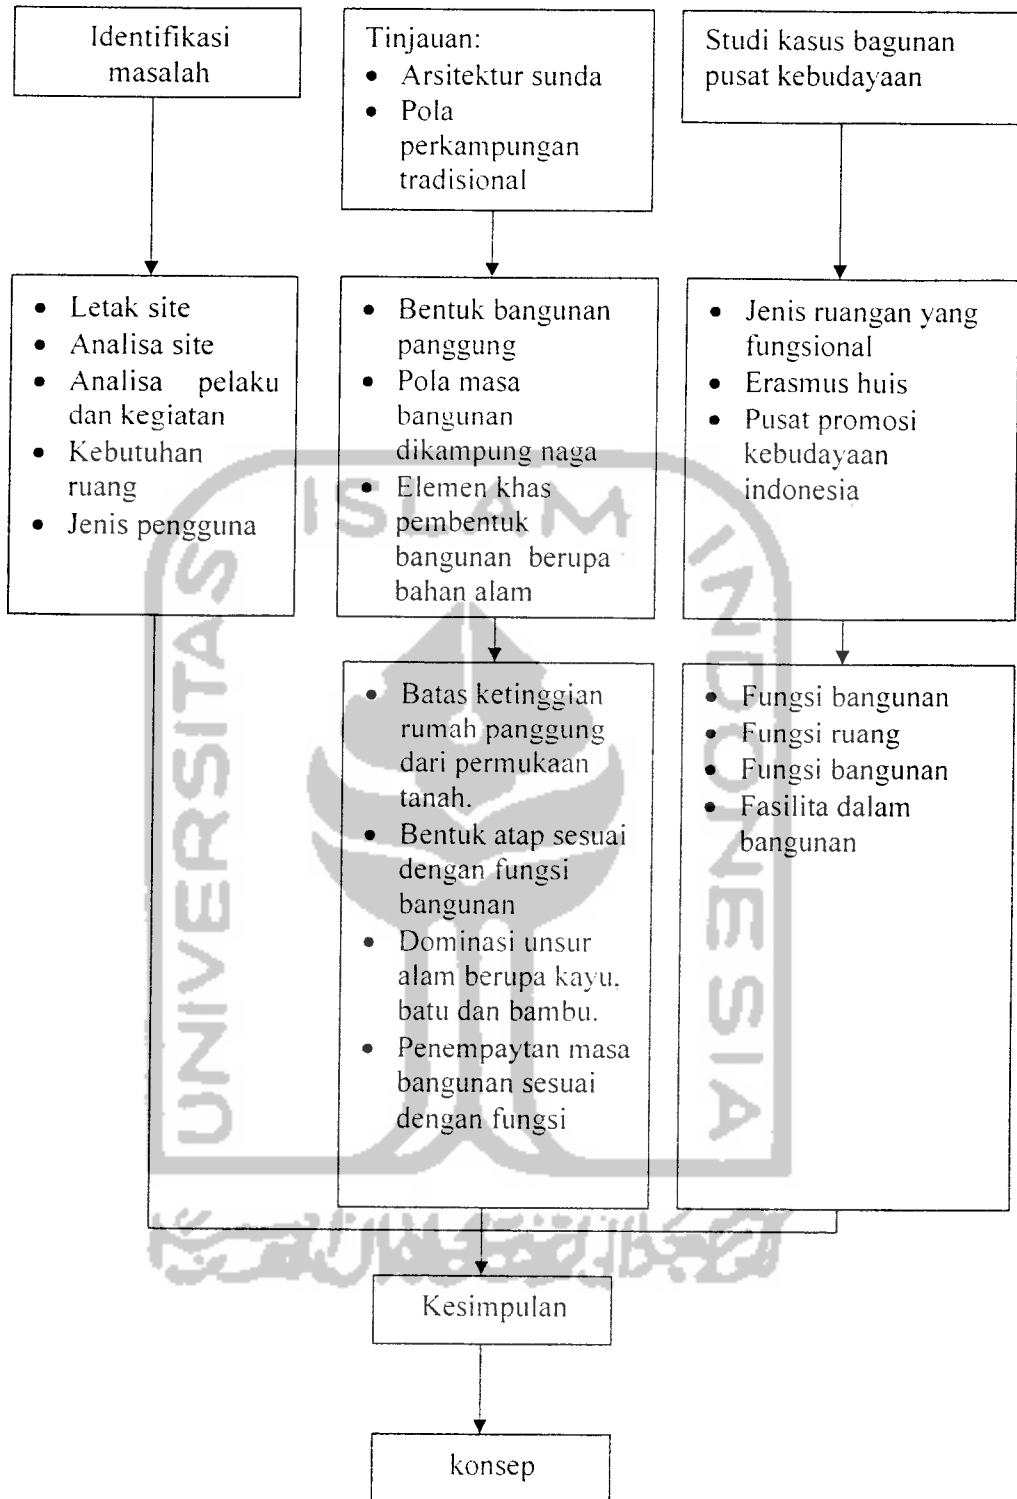 Identifikasi
masalah
Tinjauan:
• Arsitektur sunda
• Pola
perkampungan
tradisional
Studi kasus bagunan
pusat kebudayaan
• Letak site
• Analisa site
• Analisa pelaku
dan kegiatan
• Kebutuhan
ruang
• Jenis pengguna
• Bentuk bangunan
panggung
• Pola masa
bangunan
dikampung naga
• Elemen khas
pembentuk
bangunan berupa
bahan alam
• Jenis ruangan yang
fungsional
• Erasmus huis
• Pusat promosi
kebudayaan
indonesia
• Batas ketinggian
rumah panggung
dari permukaan
tanah.
• Bentuk atap sesuai
dengan fungsi
bangunan
• Dominasi unsur
alam berupa kayu,
batu dan bambu.
• Penempaytan masa
bangunan sesuai
dengan fungsi
• Fungsi bangunan
• Fungsi ruang
• Fungsi bangunan
• Fasilita dalam
bangunan
Kesimpulan
konsep
UNIVERSITAS
ISLAM
INDONESIA